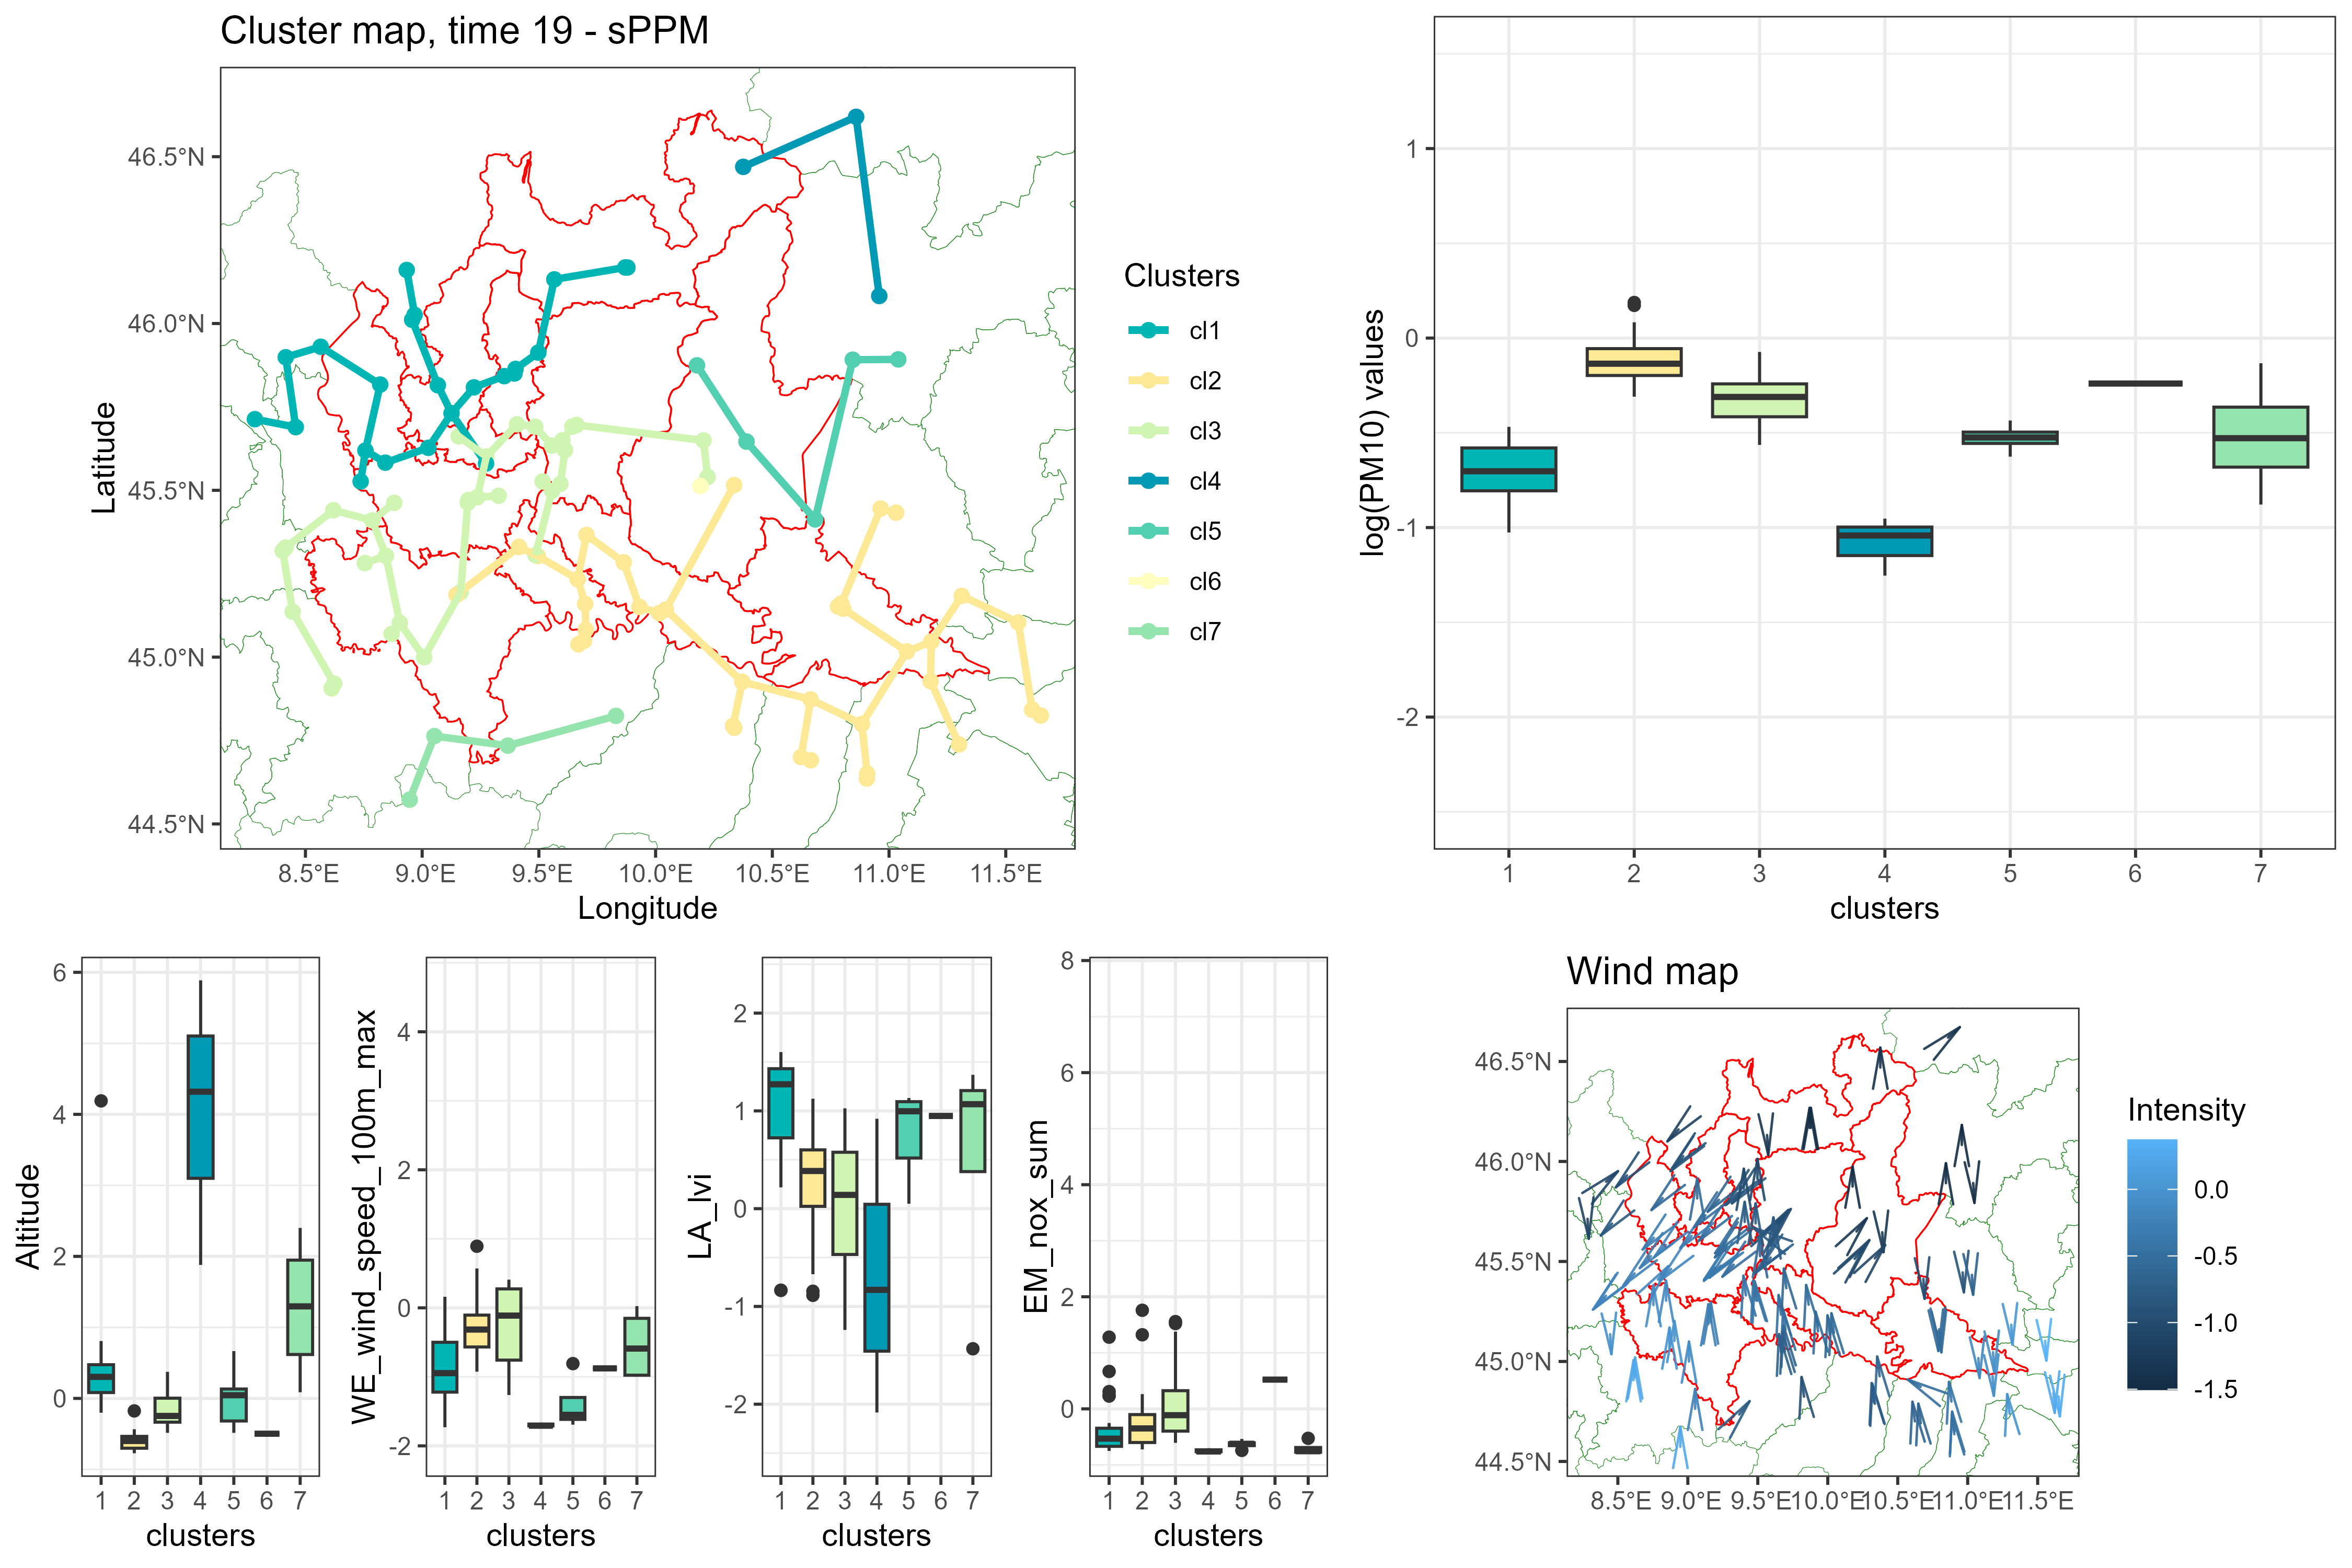 Cluster map, time 19 - sPPM
Latitude
46.5°N
46.0°N
45.5°N
45.0°N
44.5°N
8.5°E 9.0°E 9.5°E 10.0°E 10.5°E 11.0°E 11.5°E
Longitude
Clusters
cl1
cl2
cl3
cl4
cl5
cl6
cl7
log(PM10) values
1
0
-1
-2
1 2 3 4 5 6 7
clusters
Altitude
6
4
2
0
1 2 3 4 5 6 7
clusters
WE_wind_speed_100m_max
4
2
0
-2
1 2 3 4 5 6 7
clusters
LA_lvi
2
1
0
-1
-2
1 2 3 4 5 6 7
clusters
EM_nox_sum
8
6
4
2
0
1 2 3 4 5 6 7
clusters
Wind map
46.5°N
46.0°N
45.5°N
45.0°N
44.5°N
8.5°E 9.0°E 9.5°E 10.0°E 10.5°E 11.0°E 11.5°E
Intensity
0.0
-0.5
-1.0
-1.5